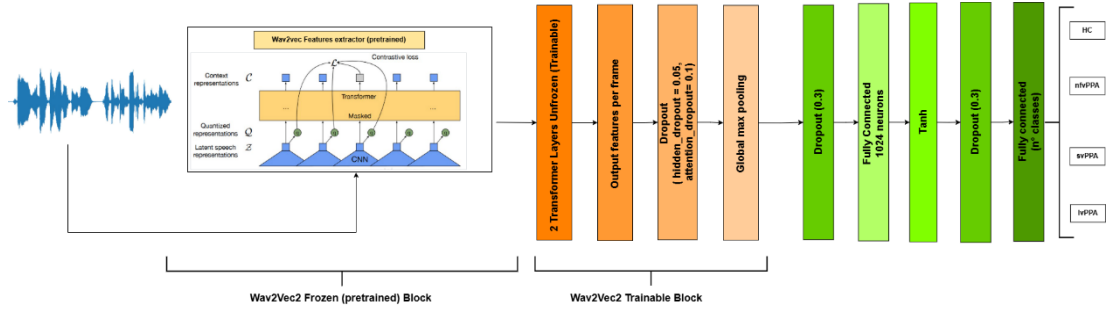 Wav2vec Features extractor (pretrained)
Contrastive loss
ℒ
Context
representations
𝒞
Transformer
...
...
Masked
Quantized
representations
𝒬
q
q
q
q
q
Latent speech
representations
𝒵
CNN
2 Transformer Layers Unfrozen (Trainable)
Output features per frame
Dropout
( hidden_dropout = 0.05,
attention_dropout= 0.1)
Global max pooling
Dropout (0.3)
Fully Connected
1024 neurons
Tanh
Dropout (0.3)
Fully connected
(n° classes)
HC
nfvPPA
svPPA
lvPPA
Wav2Vec2 Frozen (pretrained) Block
Wav2Vec2 Trainable Block